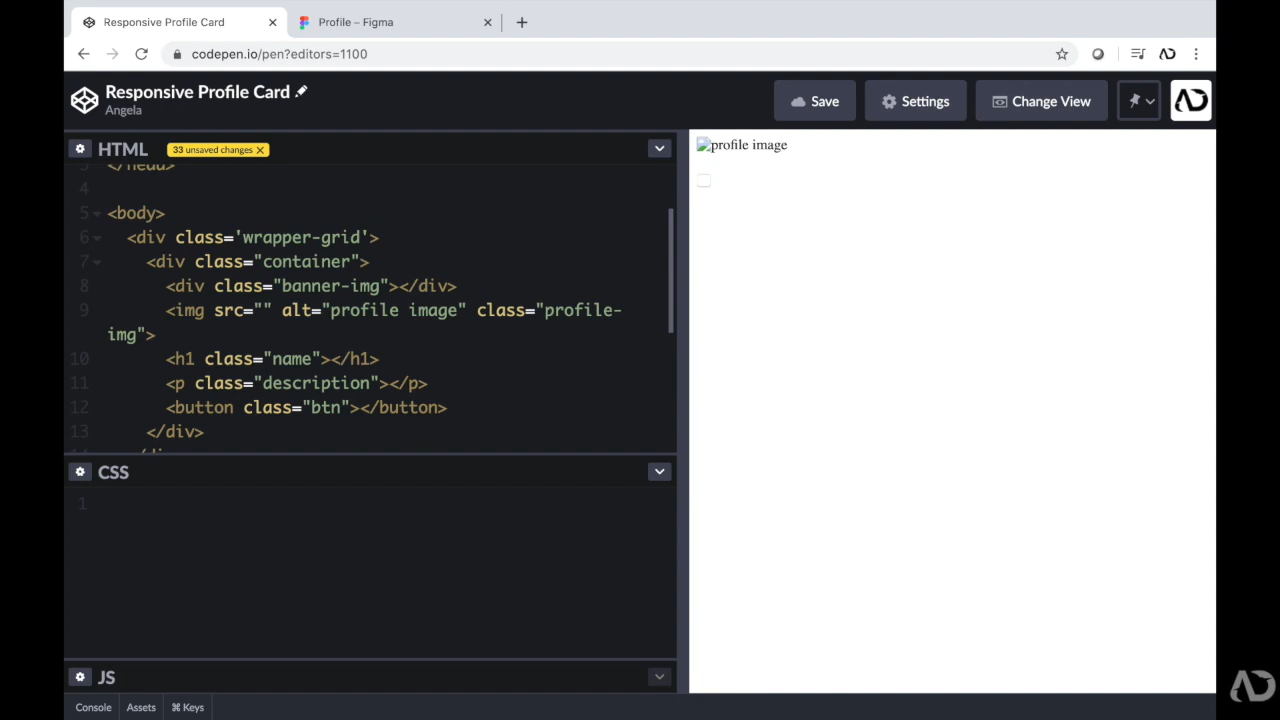 Responsive Profile Card
Profile – Figma
codepen.io/pen?editors=1100
Responsive Profile Card
Angela
Save
Settings
Change View
HTML
33 unsaved changes
3 </head>
4
5 <body>
6 <div class='wrapper-grid'>
7 <div class="container">
8 <div class="banner-img"></div>
9 <img src="" alt="profile image" class="profile-
img">
10 <h1 class="name"></h1>
11 <p class="description"></p>
12 <button class="btn"></button>
13 </div>
profile image
CSS
1
JS
Console
Assets
⌘ Keys